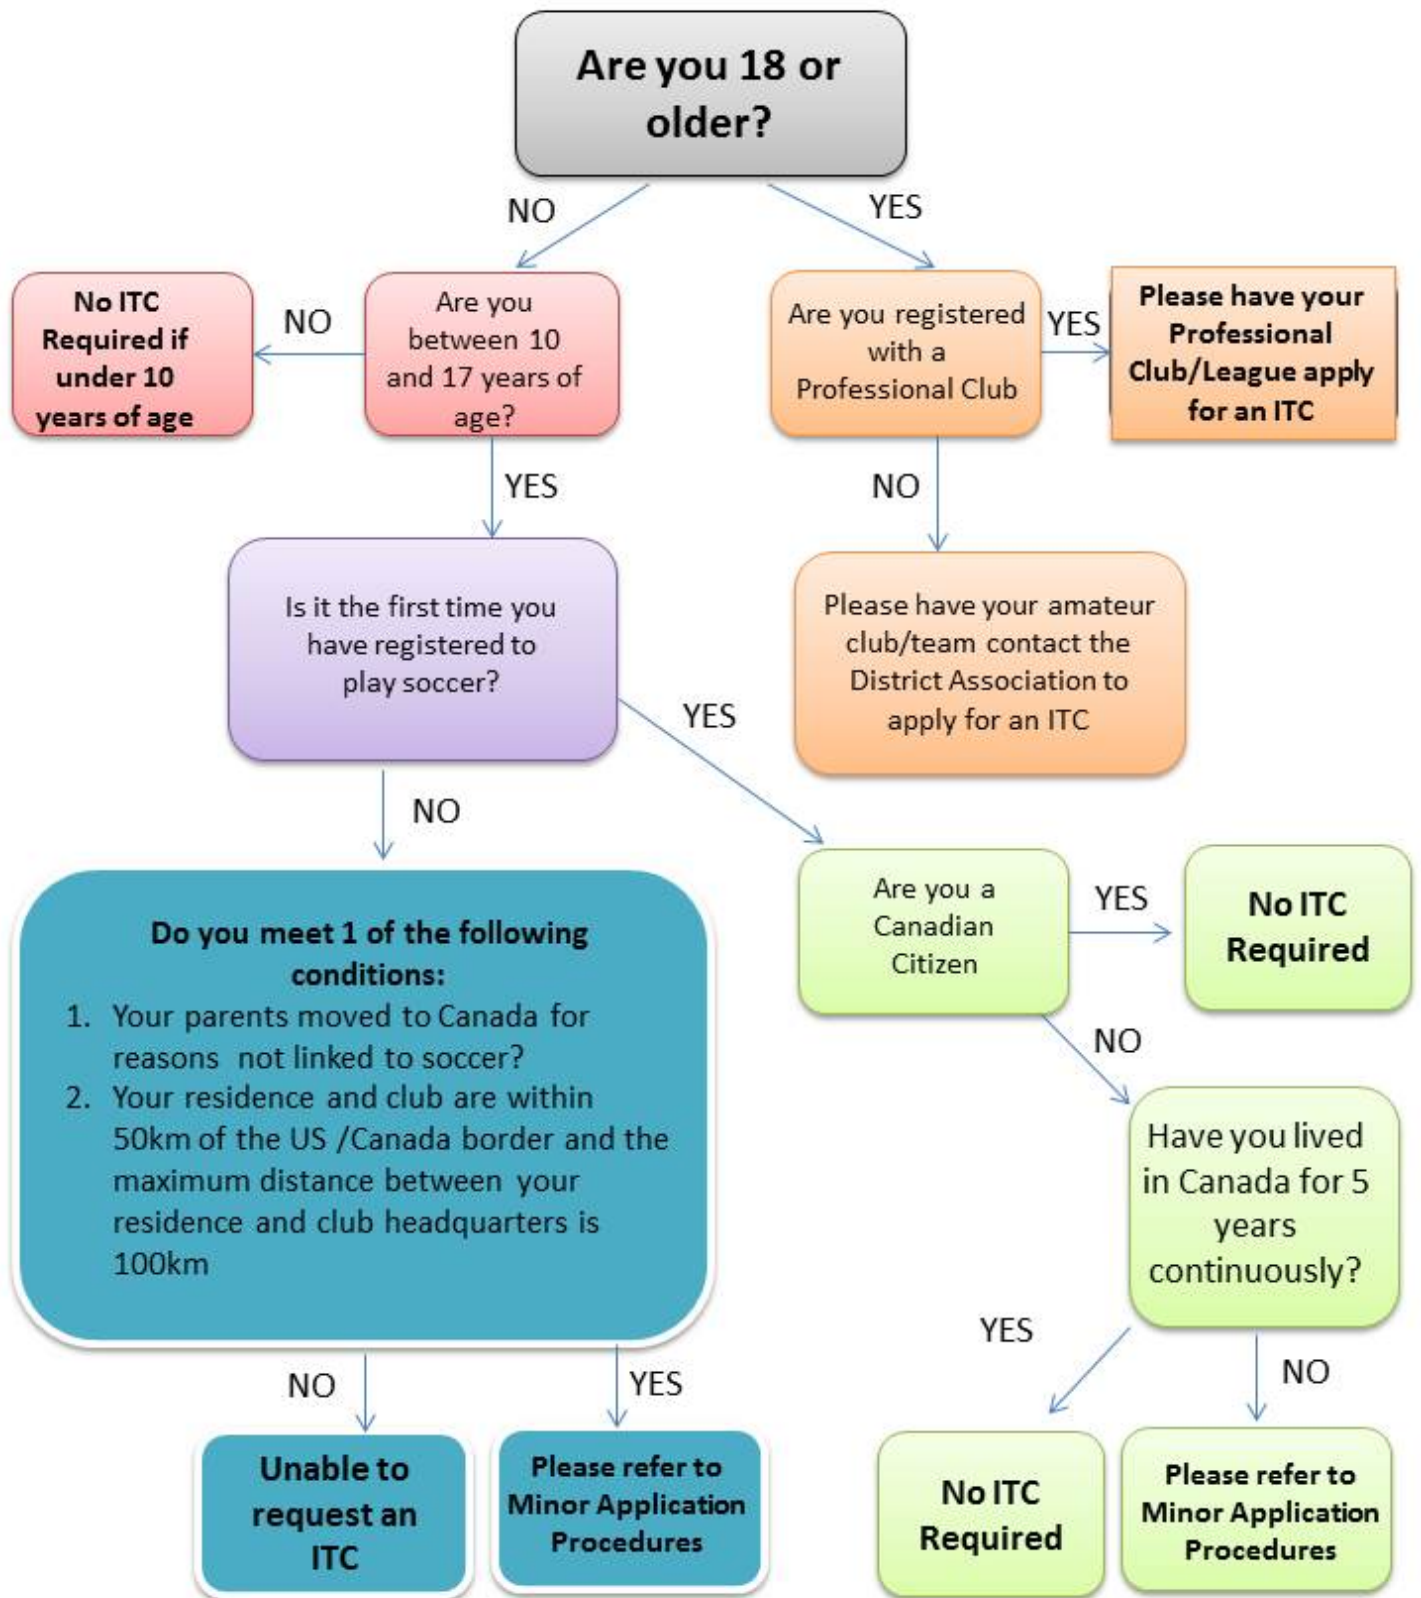 Are you 18 or
older?
NO
YES
No ITC
Required if
under 10
years of age
NO
Are you
between 10
and 17 years of
age?
Are you registered
with a
Professional Club
YES
Please have your
Professional
Club/League apply
for an ITC
YES
NO
Is it the first time you
have registered to
play soccer?
Please have your amateur
club/team contact the
District Association to
apply for an ITC
YES
NO
Are you a
Canadian
Citizen
YES
No ITC
Required
Do you meet 1 of the following
conditions:
1. Your parents moved to Canada for
reasons not linked to soccer?
2. Your residence and club are within
50km of the US /Canada border and the
maximum distance between your
residence and club headquarters is
100km
NO
Have you lived
in Canada for 5
years
continuously?
NO
YES
YES
NO
Unable to
request an
ITC
Please refer to
Minor Application
Procedures
No ITC
Required
Please refer to
Minor Application
Procedures